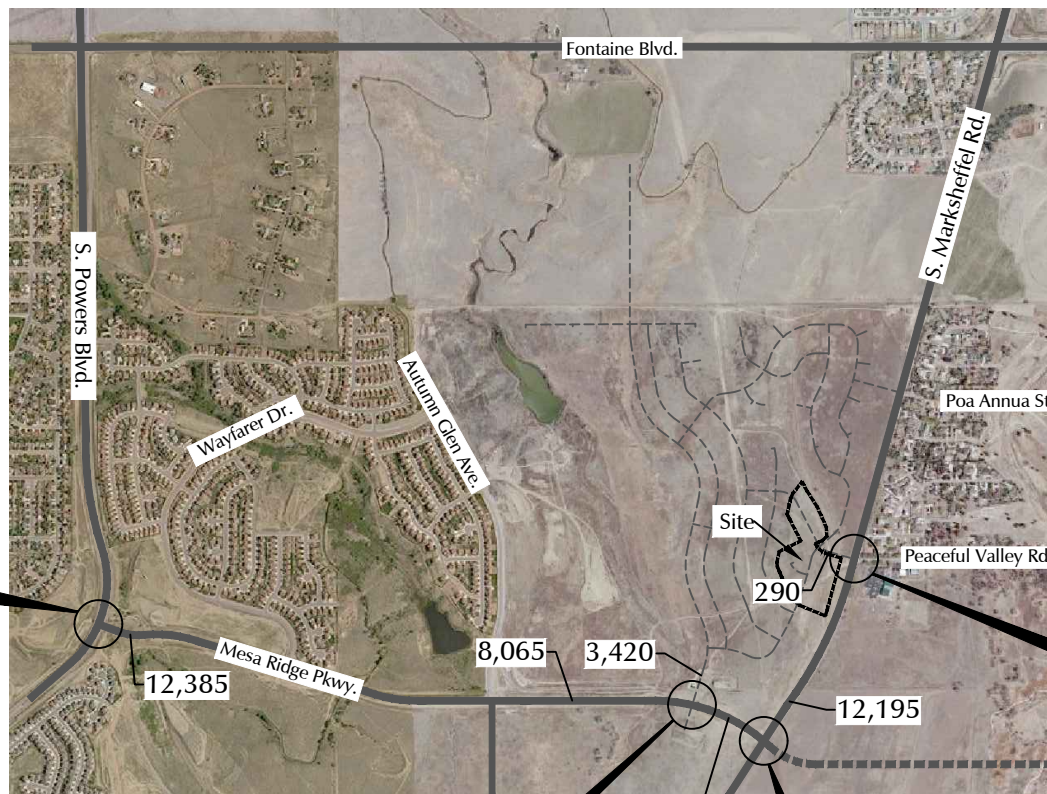 Fontaine Blvd.
S. Marksheffel Rd.
S. Powers Blvd.
Autumn Glen Ave.
Poa Annua St
Wayfarer Dr.
Site
Peaceful Valley Rd
290
8,065
3,420
Mesa Ridge Pkwy.
12,385
12,195